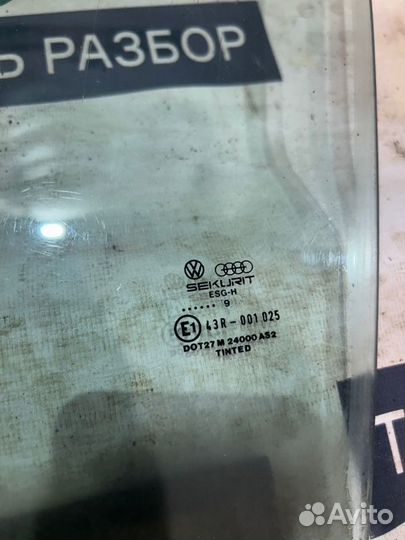 Ь РАЗБОР
SEKURIT
ESG-H
...... 9
E1 43R-001025
DOT27 M 24000 AS2
TINTED
Т
Avito